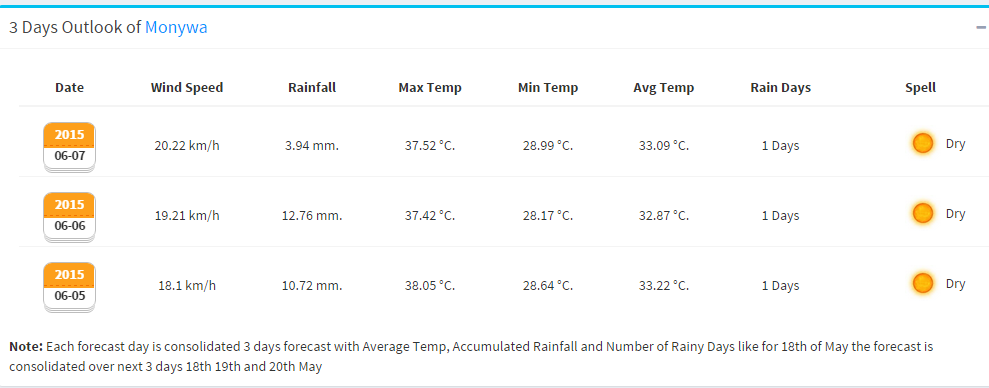 3 Days Outlook of Monywa
Date Wind Speed Rainfall Max Temp Min Temp Avg Temp Rain Days Spell
2015
06-07 20.22 km/h 3.94 mm. 37.52 °C. 28.99 °C. 33.09 °C. 1 Days Dry
2015
06-06 19.21 km/h 12.76 mm. 37.42 °C. 28.17 °C. 32.87 °C. 1 Days Dry
2015
06-05 18.1 km/h 10.72 mm. 38.05 °C. 28.64 °C. 33.22 °C. 1 Days Dry
Note: Each forecast day is consolidated 3 days forecast with Average Temp, Accumulated Rainfall and Number of Rainy Days like for 18th of May the forecast is
consolidated over next 3 days 18th 19th and 20th May